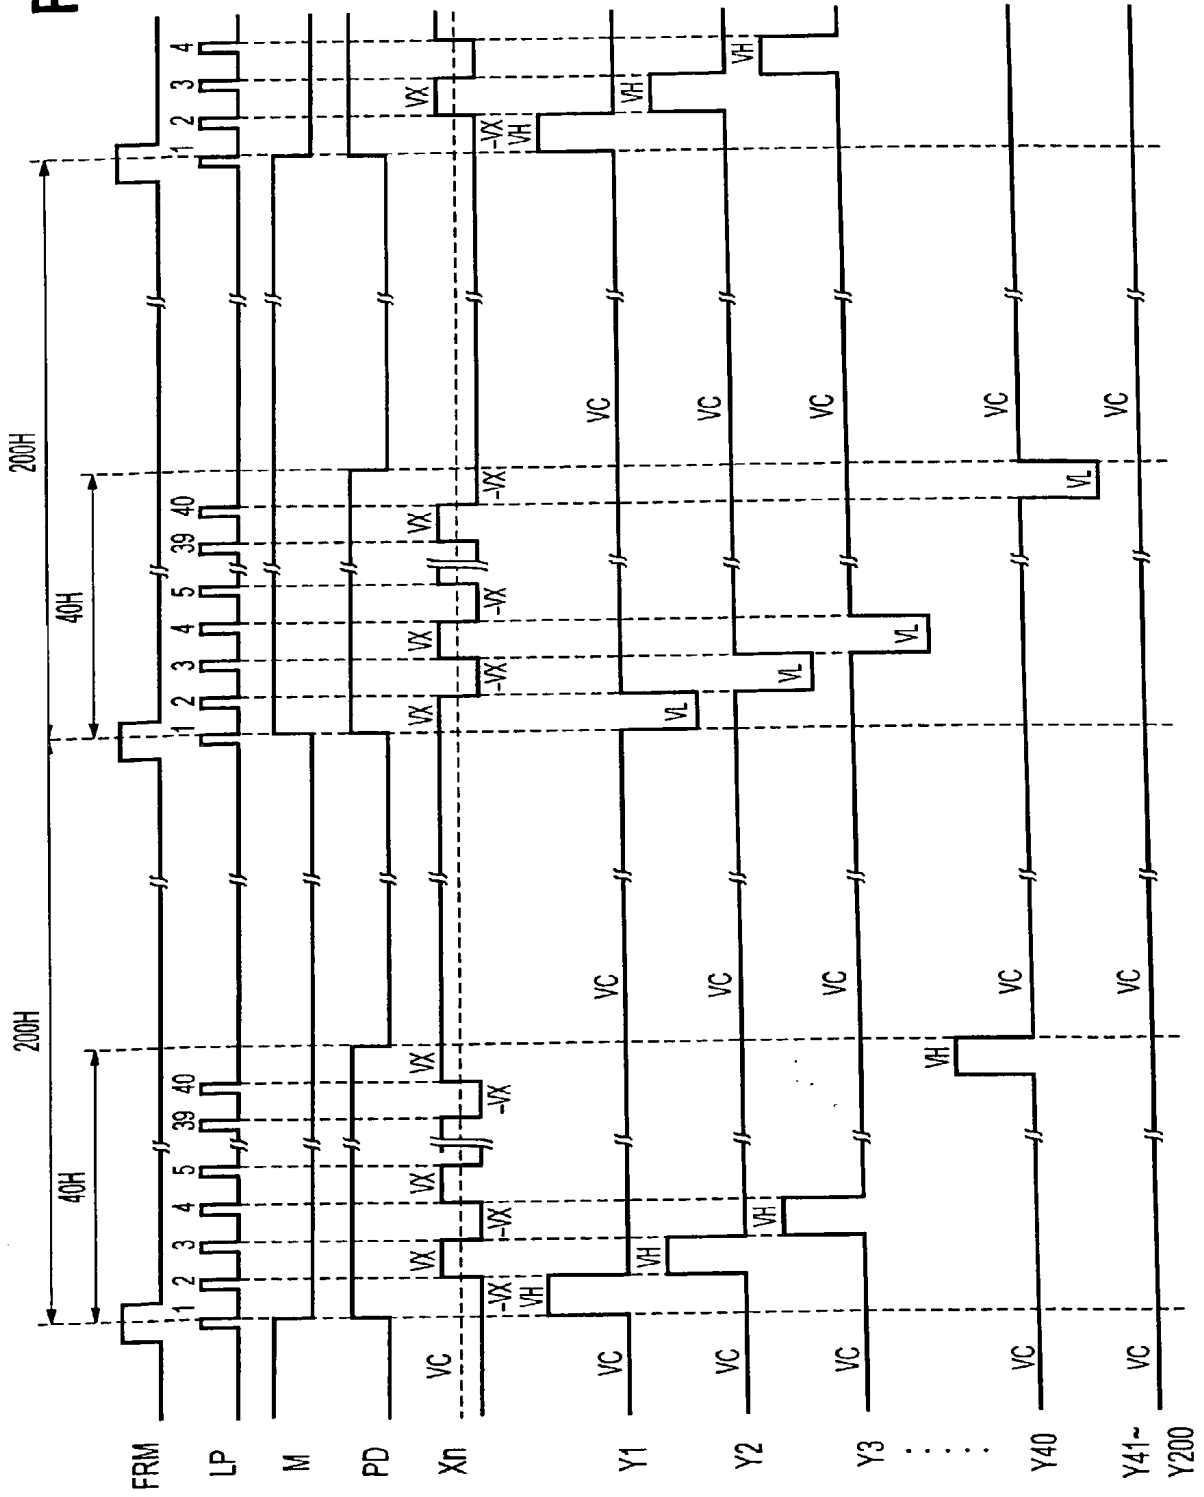 F
200H 200H
40H 40H
FRM
1 2 3 4 5 39 40 1 2 3 4 5 39 40 1 2 3 4
LP
M
PD
Xn VC -VX VX -VX VX -VX VX VX -VX VX -VX VX -VX -VX VX
Y1 VC VH VC VL VC VH
Y2 VC VH VC VL VC VH
Y3 VC VH VC VL VC VH
. . . . .
Y40 VC VH VC VL VC
Y41~ VC VC VC
Y200